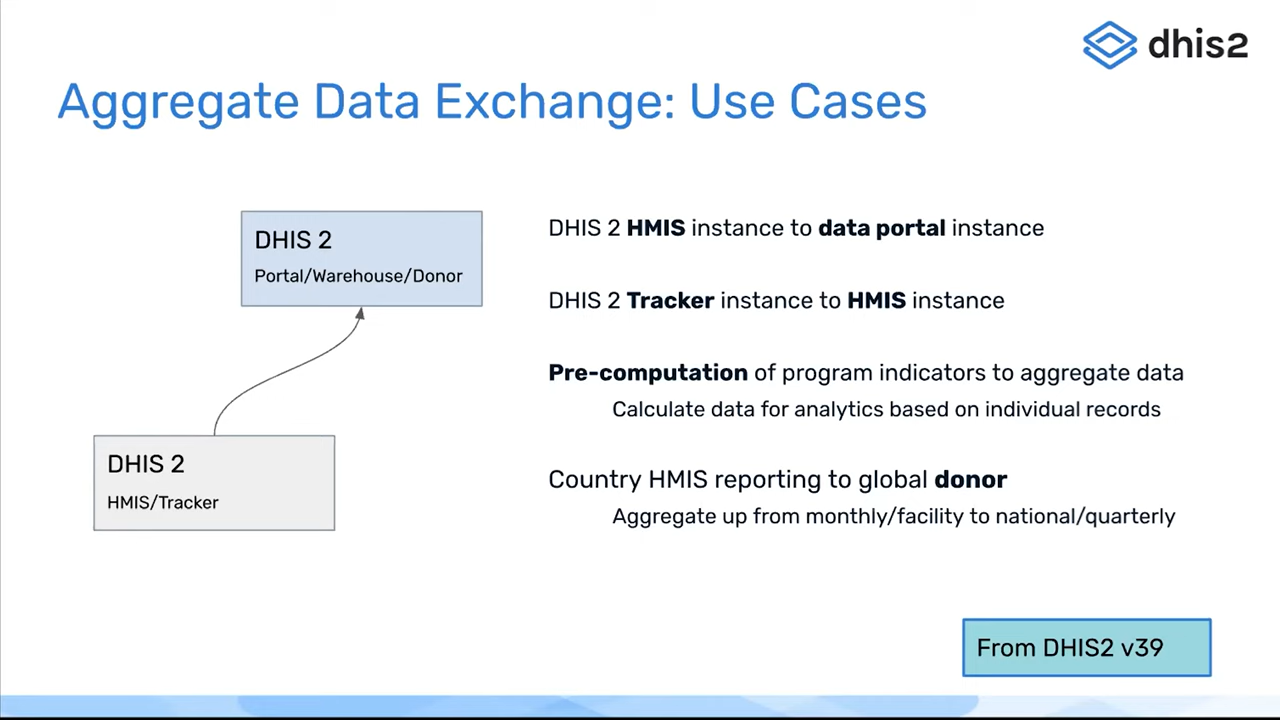 dhis2
Aggregate Data Exchange: Use Cases
DHIS 2
Portal/Warehouse/Donor
DHIS 2
HMIS/Tracker
DHIS 2 HMIS instance to data portal instance
DHIS 2 Tracker instance to HMIS instance
Pre-computation of program indicators to aggregate data
Calculate data for analytics based on individual records
Country HMIS reporting to global donor
Aggregate up from monthly/facility to national/quarterly
From DHIS2 v39